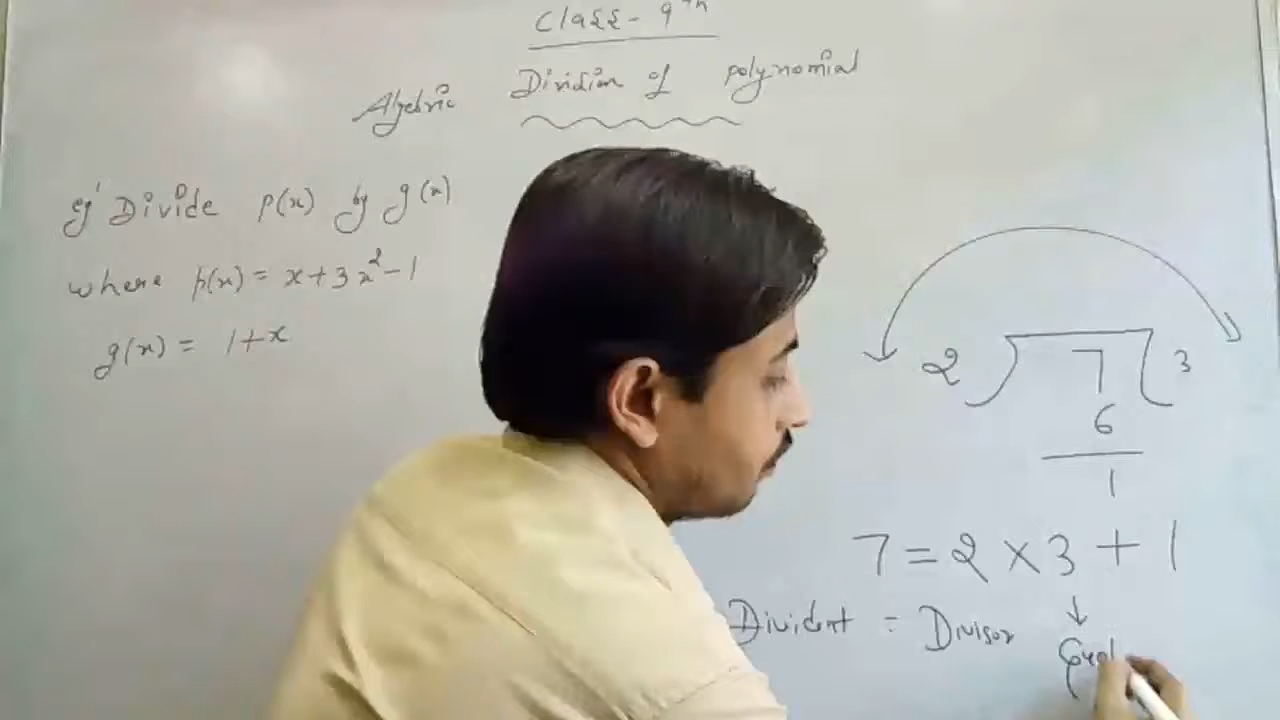 Class - 9th
Algebric Division of polynomial
eg Divide p(x) by g(x)
where p(x) = x+3x²-1
g(x) = 1+x
2 7 3
6
1
7 = 2 × 3 + 1
Divident = Divisor